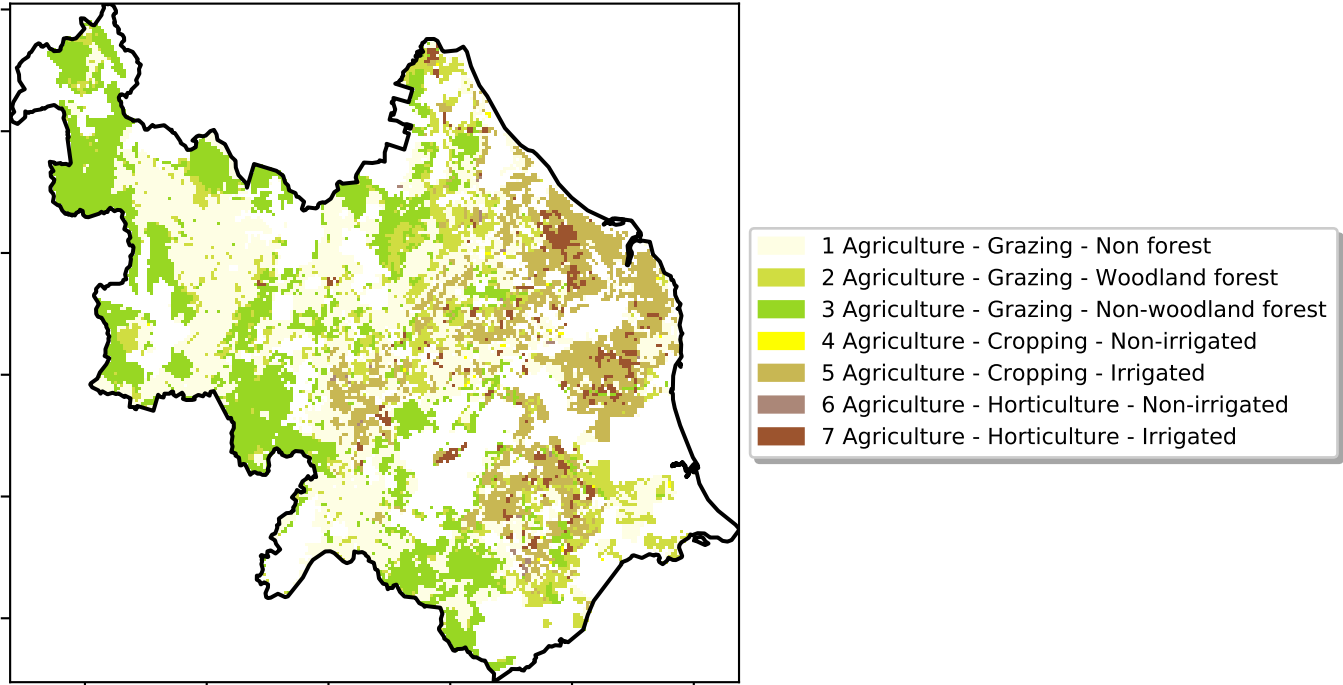 1 Agriculture - Grazing - Non forest
2 Agriculture - Grazing - Woodland forest
3 Agriculture - Grazing - Non-woodland forest
4 Agriculture - Cropping - Non-irrigated
5 Agriculture - Cropping - Irrigated
6 Agriculture - Horticulture - Non-irrigated
7 Agriculture - Horticulture - Irrigated